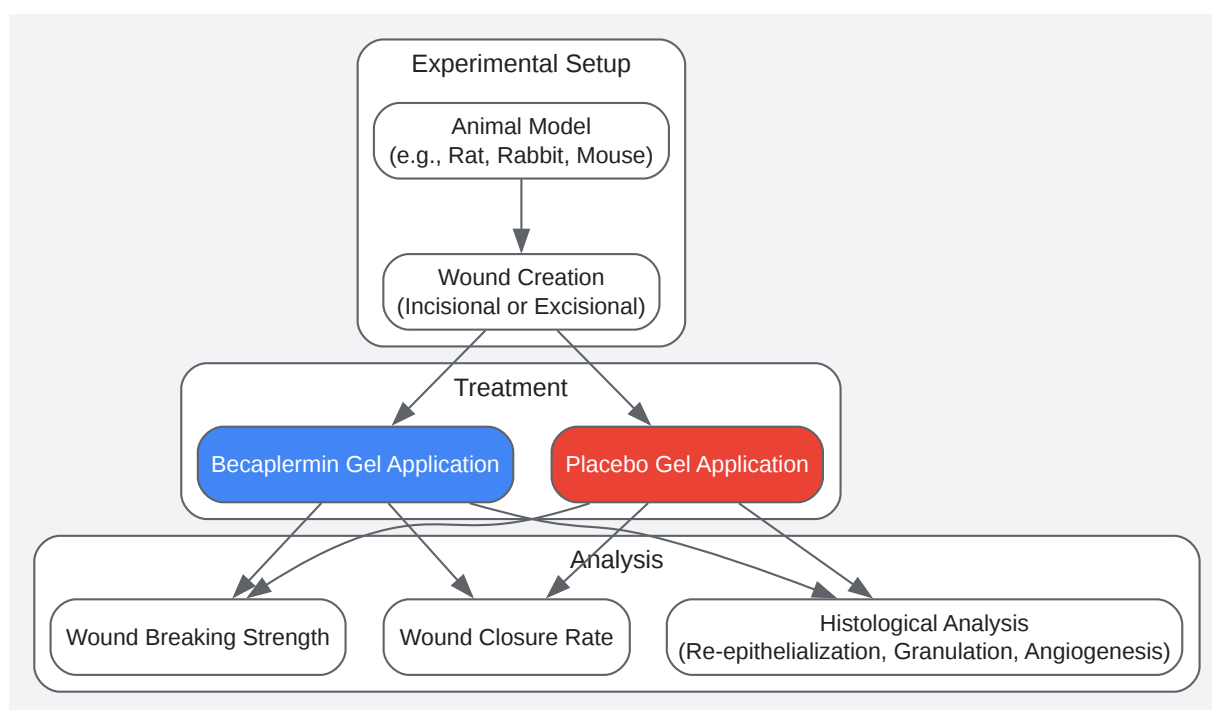 Experimental Setup
Animal Model
(e.g., Rat, Rabbit, Mouse)
Wound Creation
(Incisional or Excisional)
Treatment
Becaplermin Gel Application
Placebo Gel Application
Analysis
Wound Breaking Strength
Wound Closure Rate
Histological Analysis
(Re-epithelialization, Granulation, Angiogenesis)